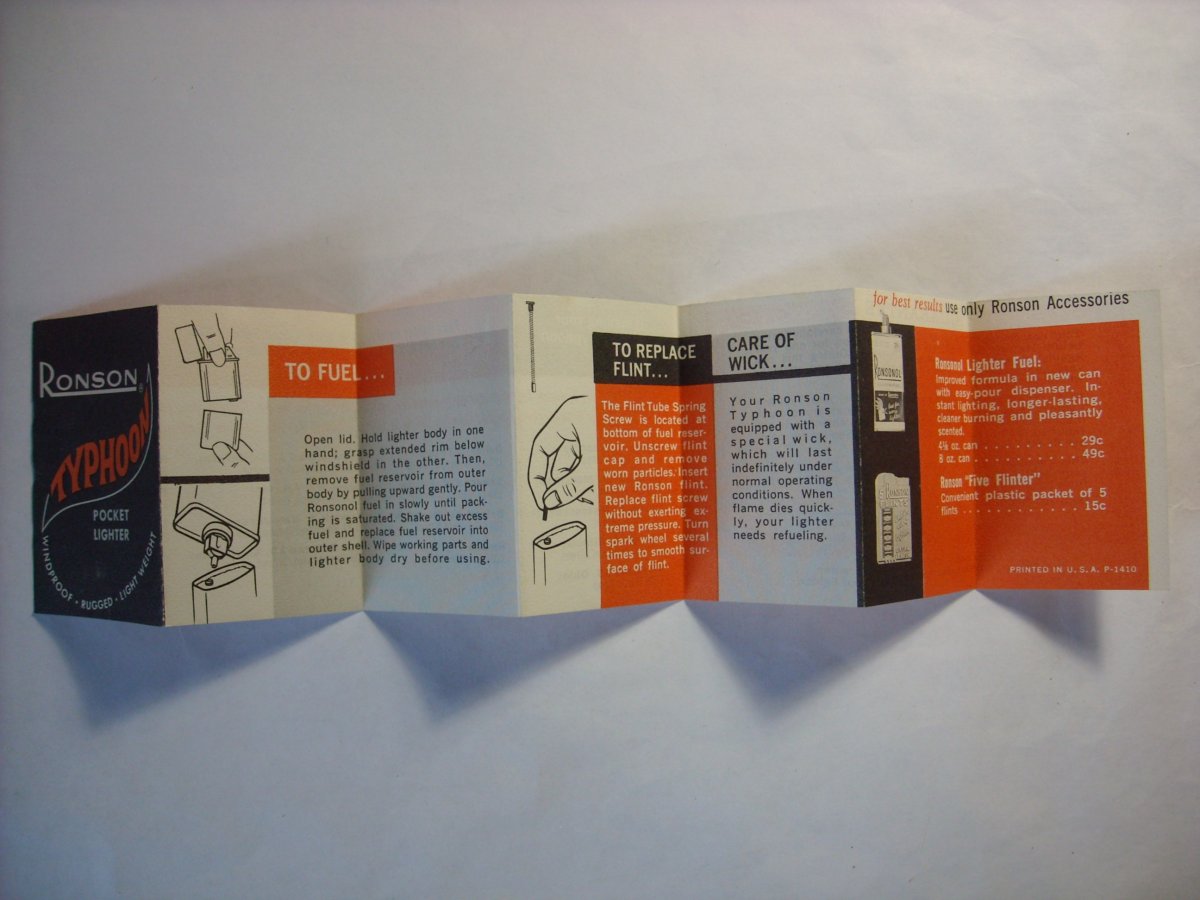 RONSON®
TYPHOON
POCKET
LIGHTER
WINDPROOF • RUGGED • LIGHT WEIGHT
TO FUEL...
Open lid. Hold lighter body in one
hand; grasp extended rim below
windshield in the other. Then,
remove fuel reservoir from outer
body by pulling upward gently. Pour
Ronsonol fuel in slowly until pack-
ing is saturated. Shake out excess
fuel and replace fuel reservoir into
outer shell. Wipe working parts and
lighter body dry before using.
TO REPLACE
FLINT...
The Flint Tube Spring
Screw is located at
bottom of fuel reser-
voir. Unscrew flint
cap and remove
worn particles. Insert
new Ronson flint.
Replace flint screw
without exerting ex-
treme pressure. Turn
spark wheel several
times to smooth sur-
face of flint.
CARE OF
WICK...
Your Ronson
Typhoon is
equipped with a
special wick,
which will last
indefinitely under
normal operating
conditions. When
flame dies quick-
ly, your lighter
needs refueling.
for best results use only Ronson Accessories
RONSONOL
RONSON
Ronsonol Lighter Fuel:
Improved formula in new can
with easy-pour dispenser. In-
stant lighting, longer-lasting,
cleaner burning and pleasantly
scented.
4⅝ oz. can . . . . . . . . . . 29c
8 oz. can . . . . . . . . . . . 49c
Ronson "Five Flinter"
Convenient plastic packet of 5
flints . . . . . . . . . . . . . 15c
PRINTED IN U. S. A. P-1410